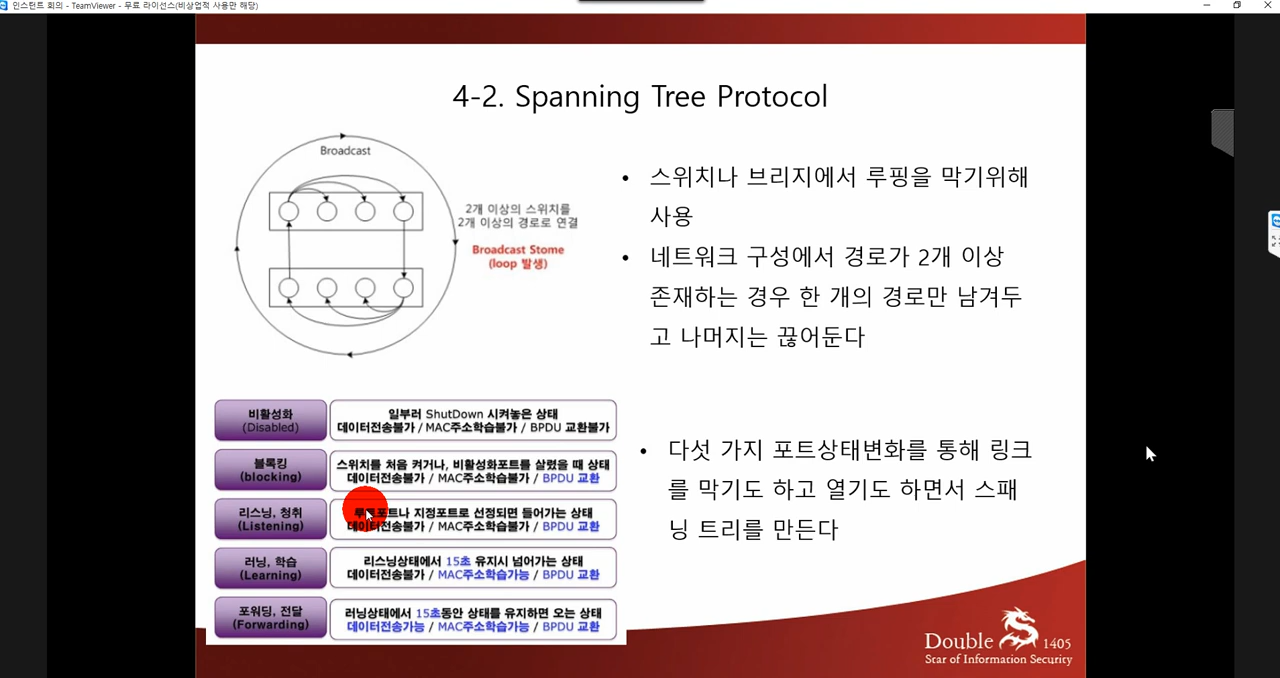 인스턴트 회의 - TeamViewer - 무료 라이선스(비상업적 사용만 해당)
4-2. Spanning Tree Protocol
Broadcast
2개 이상의 스위치를
2개 이상의 경로로 연결
Broadcast Stome
(loop 발생)
• 스위치나 브리지에서 루핑을 막기위해
사용
• 네트워크 구성에서 경로가 2개 이상
존재하는 경우 한 개의 경로만 남겨두
고 나머지는 끊어둔다
비활성화
(Disabled)
일부러 ShutDown 시켜놓은 상태
데이터전송불가 / MAC주소학습불가 / BPDU 교환불가
블록킹
(blocking)
스위치를 처음 켜거나, 비활성화포트를 살렸을 때 상태
데이터전송불가 / MAC주소학습불가 / BPDU 교환
리스닝, 청취
(Listening)
루트포트나 지정포트로 선정되면 들어가는 상태
데이터전송불가 / MAC주소학습불가 / BPDU 교환
러닝, 학습
(Learning)
리스닝상태에서 15초 유지시 넘어가는 상태
데이터전송불가 / MAC주소학습가능 / BPDU 교환
포워딩, 전달
(Forwarding)
러닝상태에서 15초동안 상태를 유지하면 오는 상태
데이터전송가능 / MAC주소학습가능 / BPDU 교환
• 다섯 가지 포트상태변화를 통해 링크
를 막기도 하고 열기도 하면서 스패
닝 트리를 만든다
Double S 1405
Star of Information Security